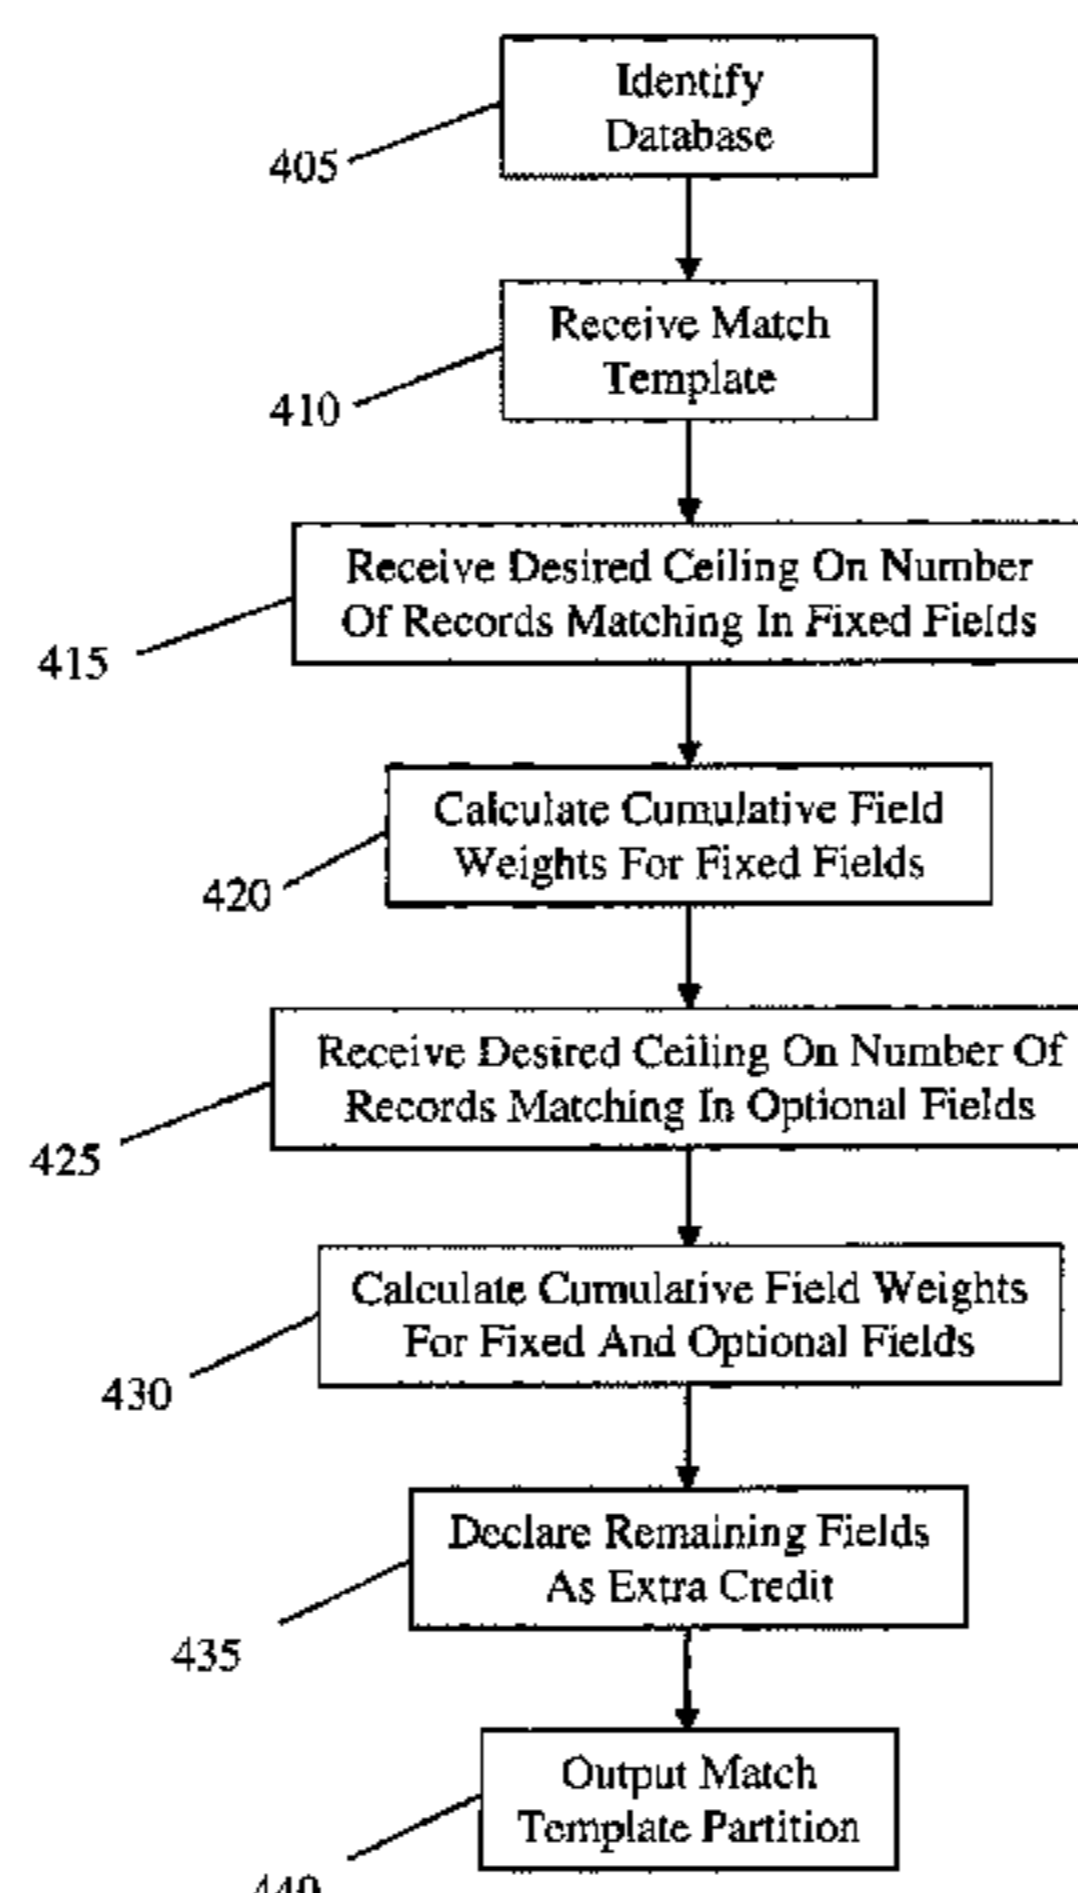 Identify
Database
405
Receive Match
Template
410
Receive Desired Ceiling On Number
Of Records Matching In Fixed Fields
415
Calculate Cumulative Field
Weights For Fixed Fields
420
Receive Desired Ceiling On Number Of
Records Matching In Optional Fields
425
Calculate Cumulative Field Weights
For Fixed And Optional Fields
430
Declare Remaining Fields
As Extra Credit
435
Output Match
Template Partition
440